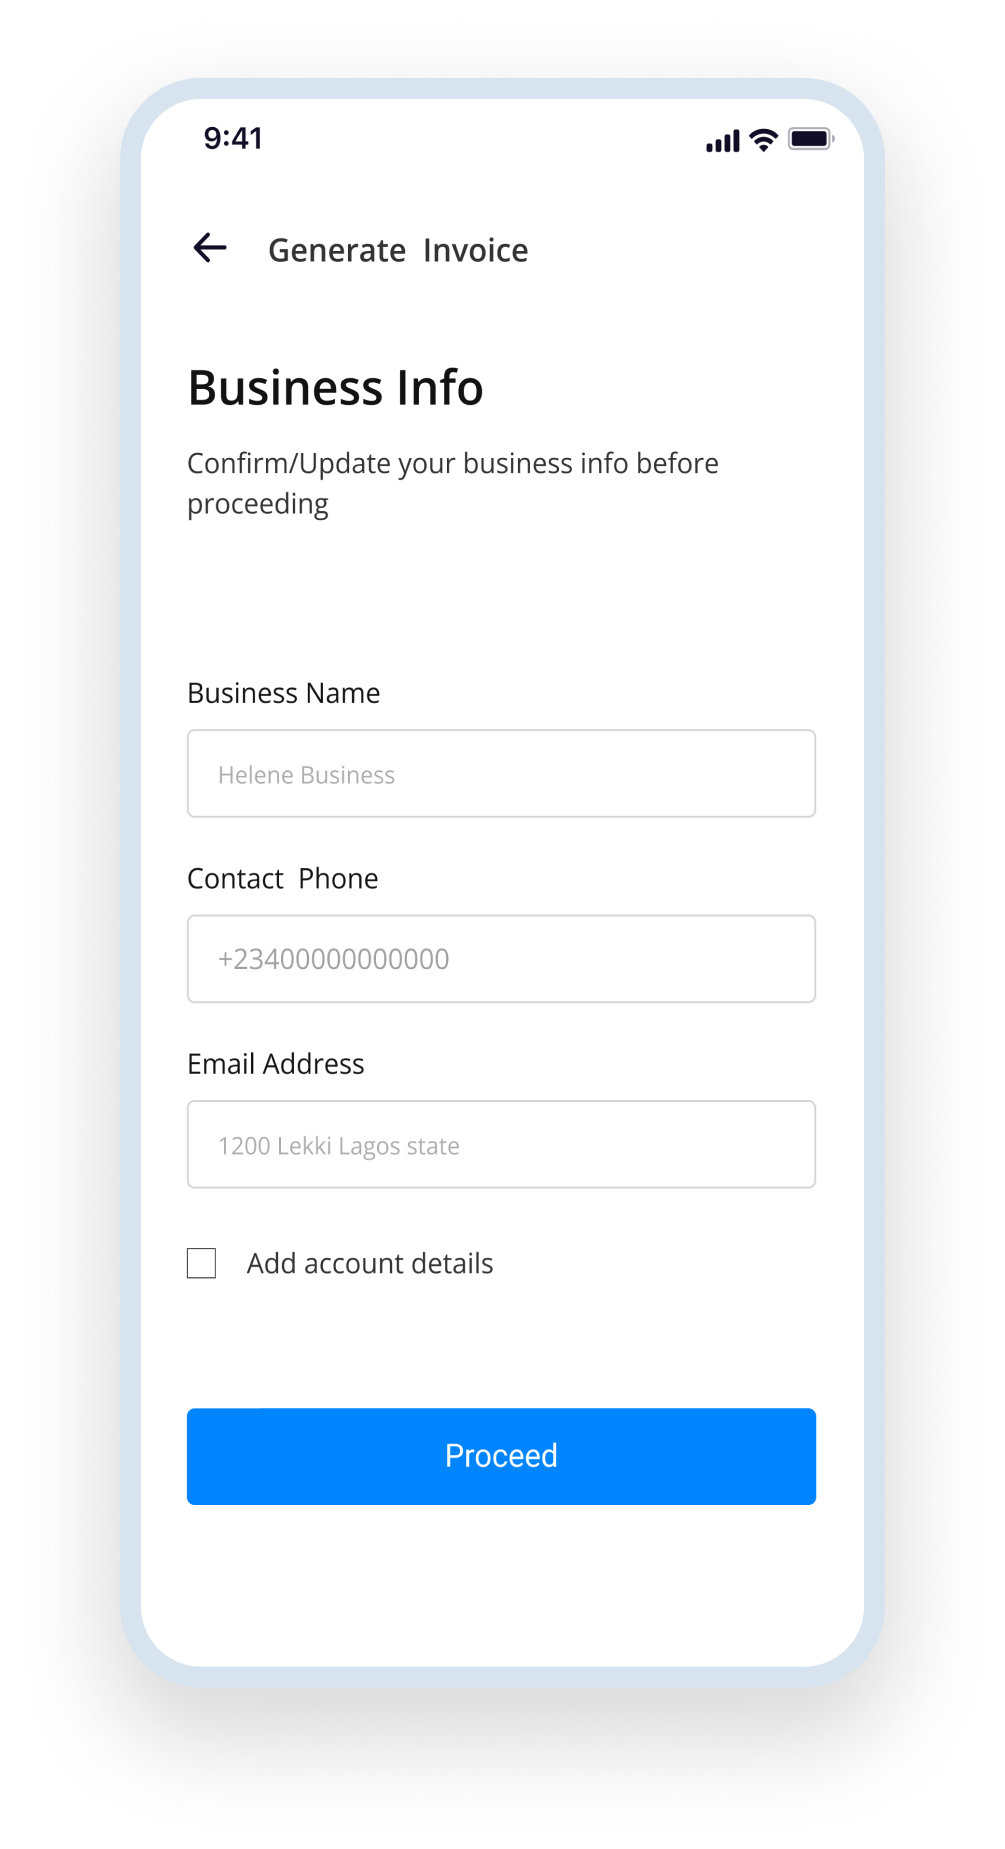 9:41
Generate  Invoice
Business Info
Confirm/Update your business info before
proceeding
Business Name
Helene Business
Contact  Phone
+23400000000000
Email Address
1200 Lekki Lagos state
Add account details
Proceed